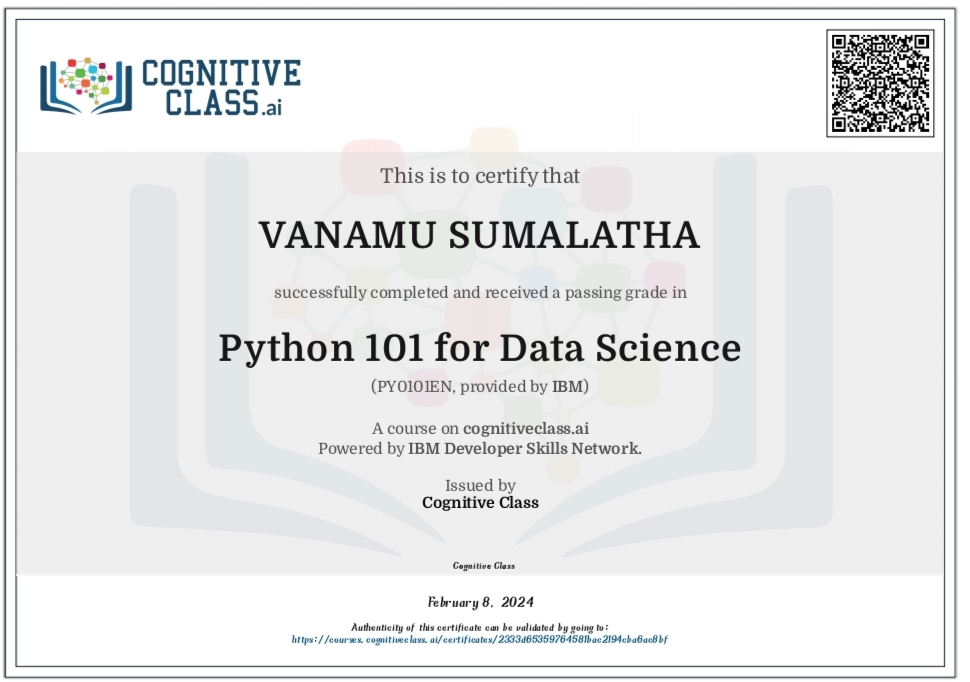 COGNITIVE
CLASS.ai
This is to certify that
VANAMU SUMALATHA
successfully completed and received a passing grade in
Python 101 for Data Science
(PY0101EN, provided by IBM)
A course on cognitiveclass.ai
Powered by IBM Developer Skills Network.
Issued by
Cognitive Class
Cognitive Class
February 8, 2024
Authenticity of this certificate can be validated by going to:
https://courses.cognitiveclass.ai/certificates/2333d65359764581bac2194cba6ac8bf